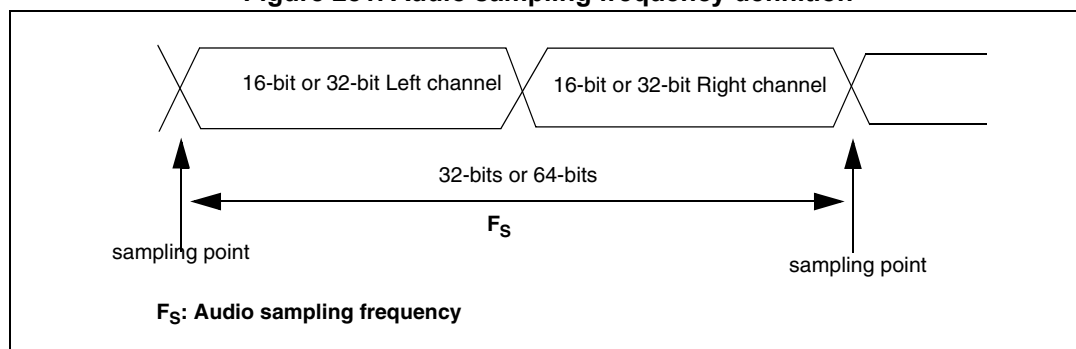 16-bit or 32-bit Left channel
16-bit or 32-bit Right channel
32-bits or 64-bits
FS
sampling point
sampling point
FS: Audio sampling frequency